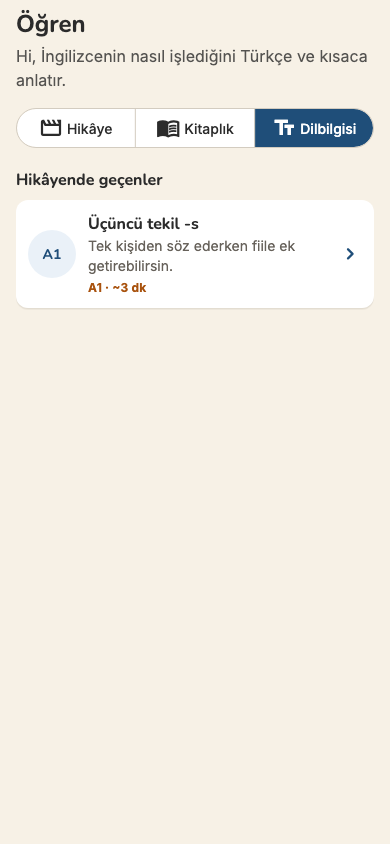 Öğren
Hi, İngilizcenin nasıl işlediğini Türkçe ve kısaca
anlatır.
Hikâye
Kitaplık
Dilbilgisi
Hikâyende geçenler
A1
Üçüncü tekil -s
Tek kişiden söz ederken fiile ek
getirebilirsin.
A1 · ~3 dk